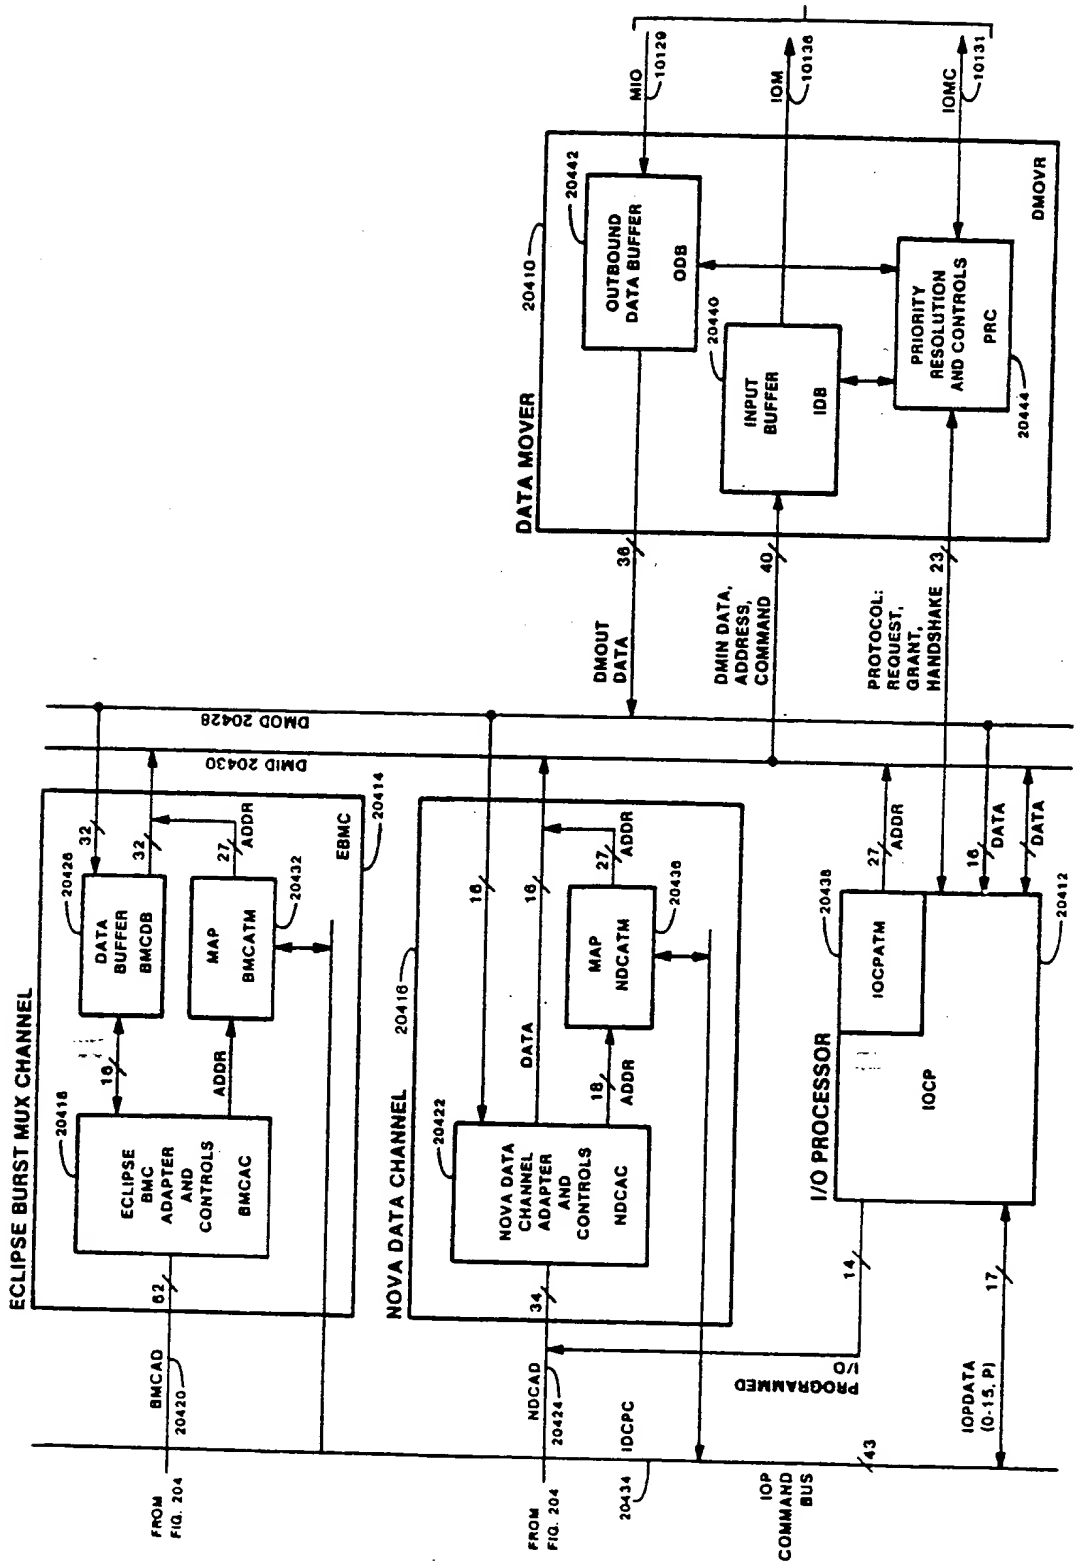 ECLIPSE BURST MUX CHANNEL
FROM
FIG. 204
BMCAD
20420
62
20418
ECLIPSE
BMC
ADAPTER
AND
CONTROLS
BMCAC
16
ADDR
20426
DATA
BUFFER
BMCDB
MAP
BMCATM
20432
32
32
27
ADDR
EBMC
20414
DMOD 20428
DMID 20430
NOVA DATA CHANNEL
FROM
FIG. 204
NDCAD
20424
34
20416
20422
NOVA DATA
CHANNEL
ADAPTER
AND
CONTROLS
NDCAC
DATA
18
ADDR
16
16
MAP
NDCATM
20436
27
ADDR
IDCPC
20434
IOP
COMMAND
BUS
43
PROGRAMMED
I/O
14
IOPDATA
(0-15, P)
17
I/O PROCESSOR
IOCP
IOCPATM
20438
27
ADDR
16
DATA
DATA
20412
DMOUT
DATA
36
DMIN DATA,
ADDRESS,
COMMAND
40
PROTOCOL:
REQUEST,
GRANT,
HANDSHAKE
23
DATA MOVER
20410
OUTBOUND
DATA BUFFER
ODB
20442
INPUT
BUFFER
IDB
20440
PRIORITY
RESOLUTION
AND CONTROLS
PRC
20444
DMOVR
MIO
10129
IOM
10136
IOMC
10131